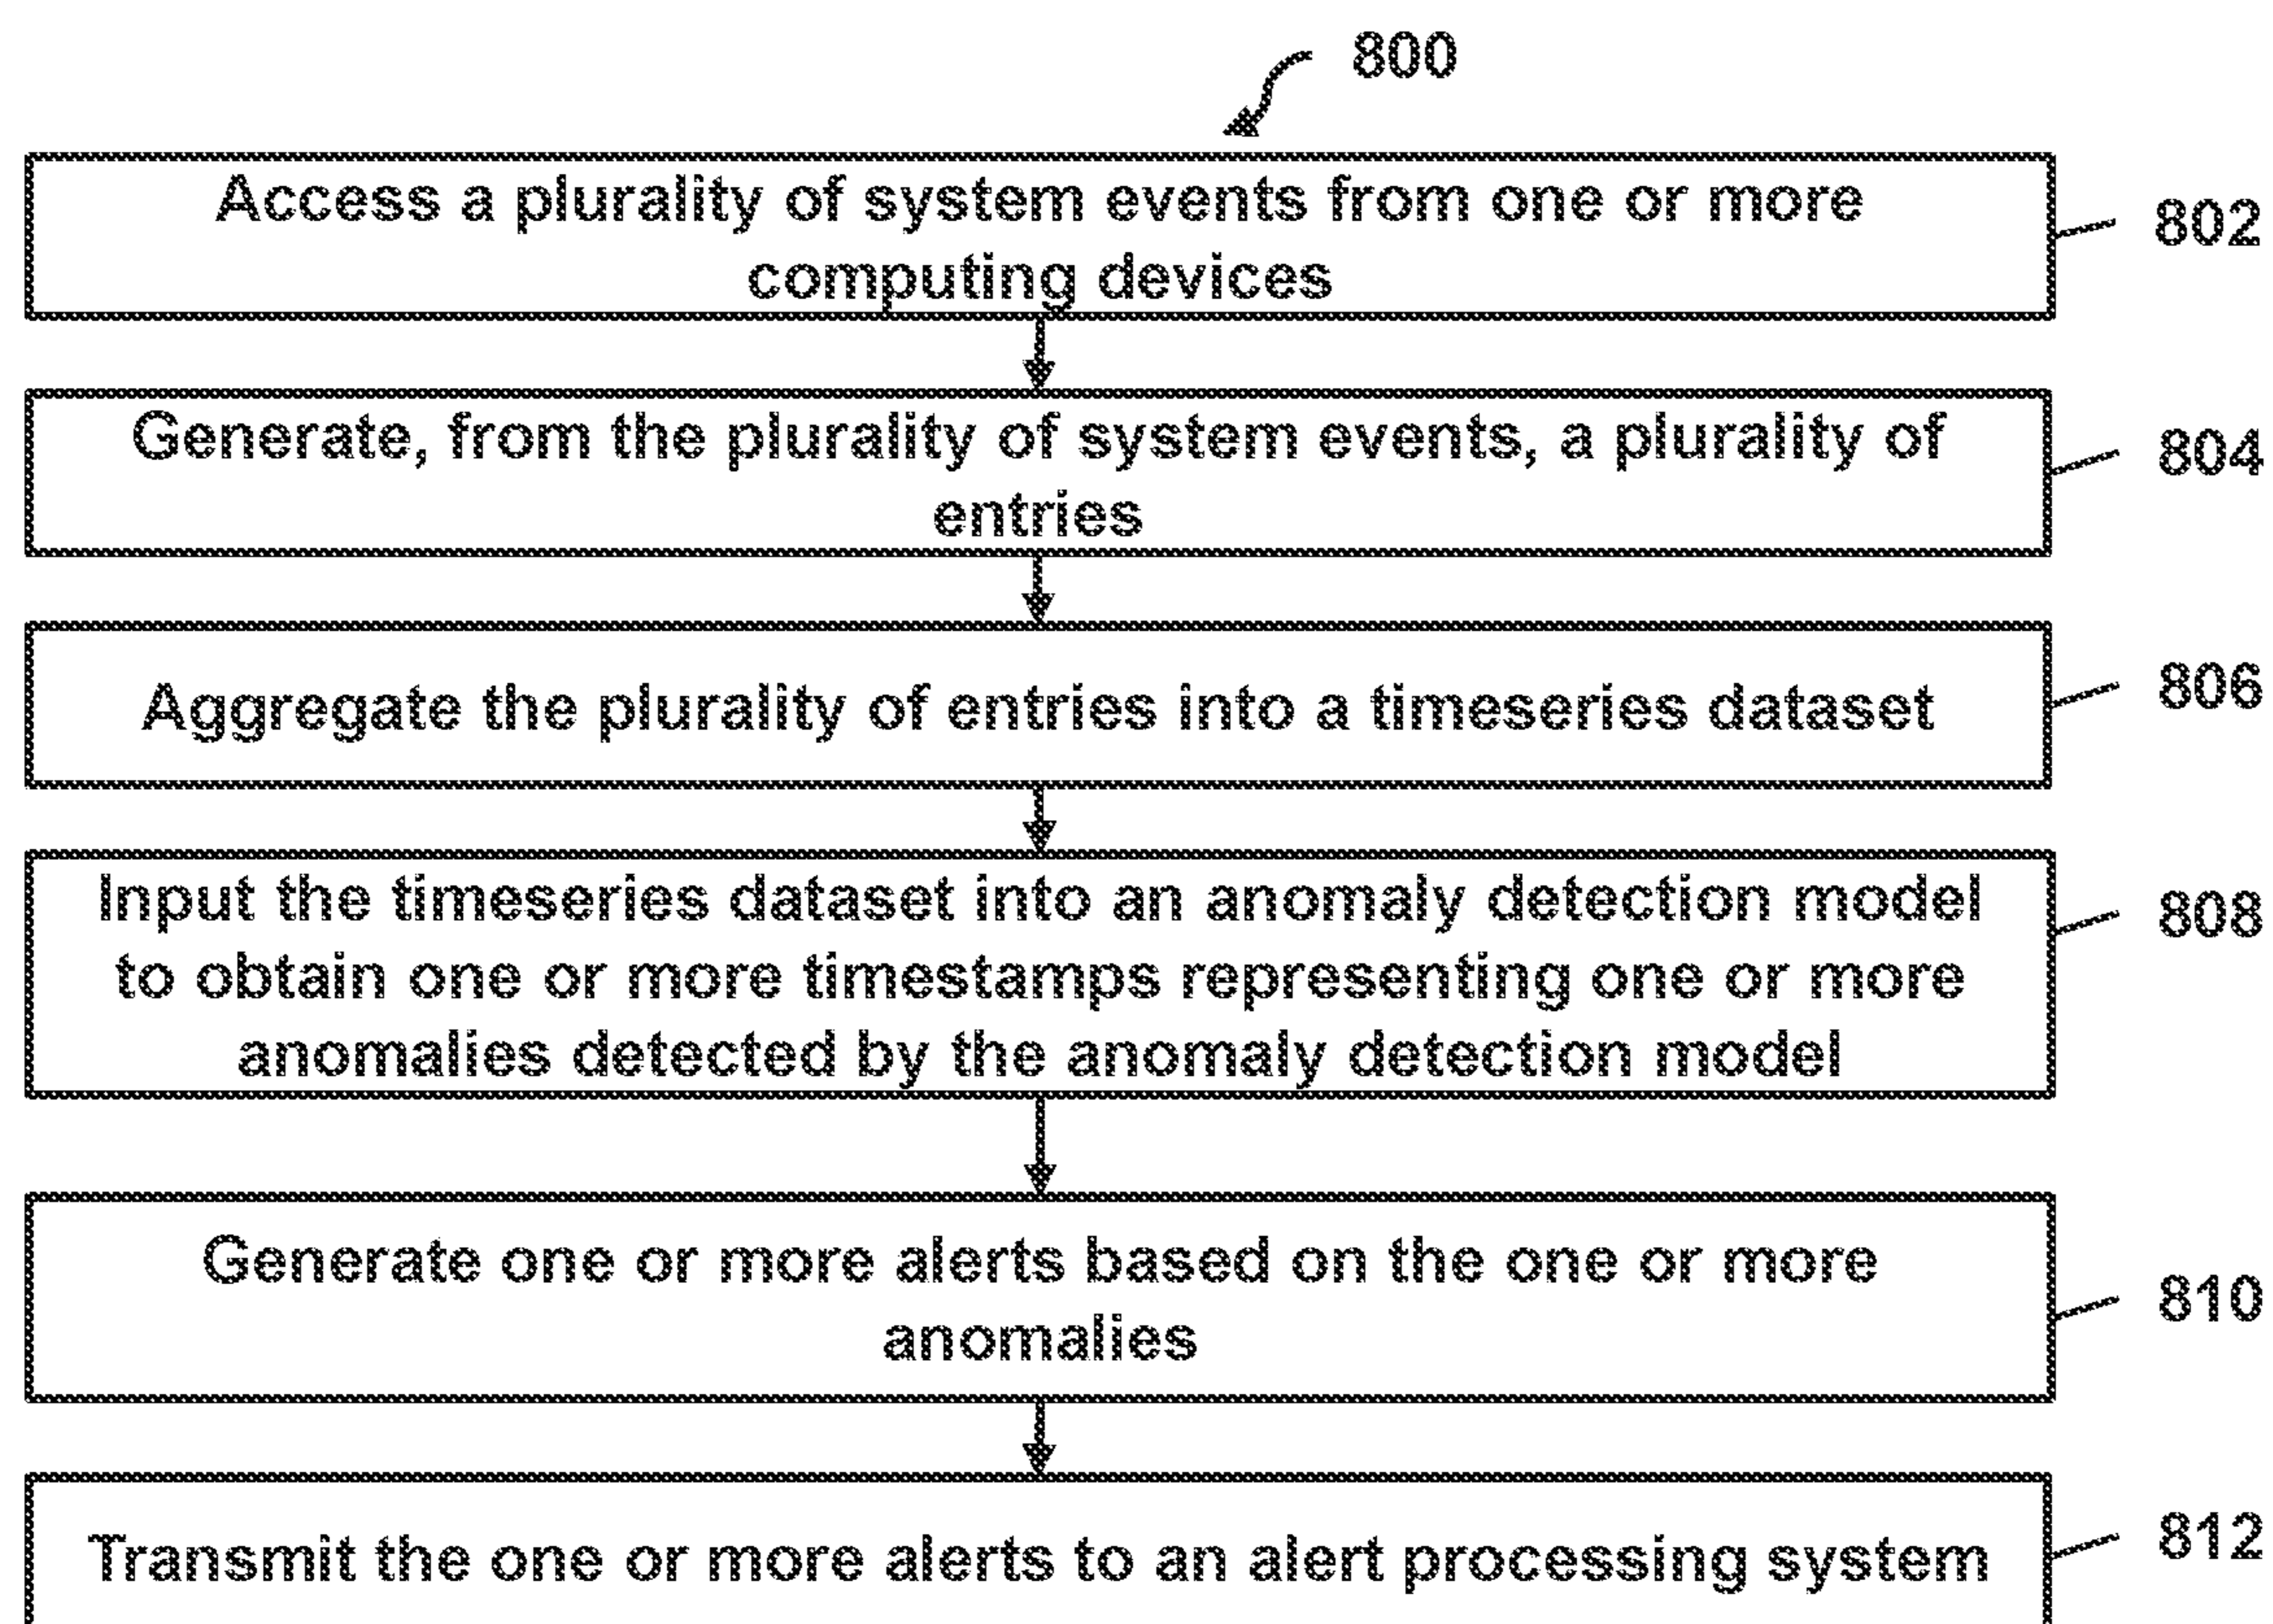 800
Access a plurality of system events from one or more
computing devices
802
Generate, from the plurality of system events, a plurality of
entries
804
Aggregate the plurality of entries into a timeseries dataset
806
Input the timeseries dataset into an anomaly detection model
to obtain one or more timestamps representing one or more
anomalies detected by the anomaly detection model
808
Generate one or more alerts based on the one or more
anomalies
810
Transmit the one or more alerts to an alert processing system
812